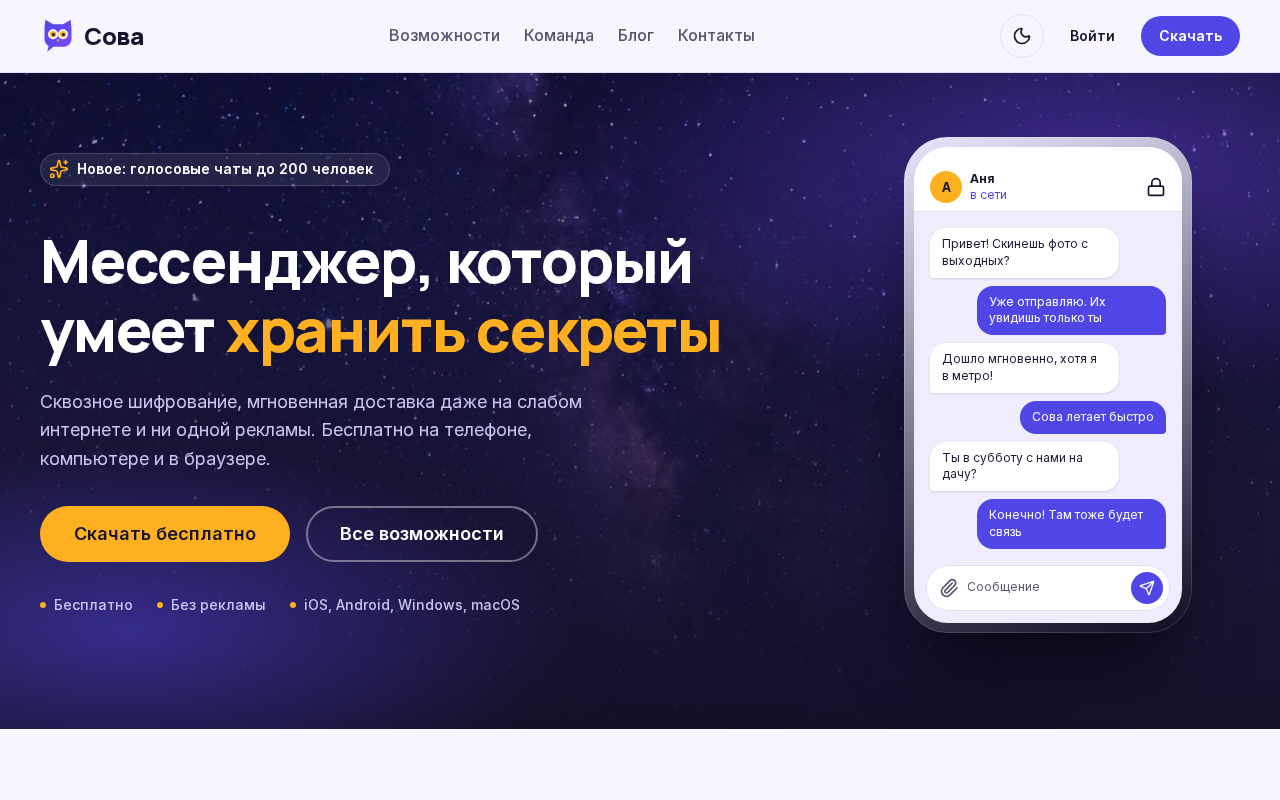 Сова
Возможности
Команда
Блог
Контакты
Войти
Скачать
Новое: голосовые чаты до 200 человек
Мессенджер, который
умеет хранить секреты
Сквозное шифрование, мгновенная доставка даже на слабом
интернете и ни одной рекламы. Бесплатно на телефоне,
компьютере и в браузере.
Скачать бесплатно
Все возможности
Бесплатно
Без рекламы
iOS, Android, Windows, macOS
А
Аня
в сети
Привет! Скинешь фото с
выходных?
Уже отправляю. Их
увидишь только ты
Дошло мгновенно, хотя я
в метро!
Сова летает быстро
Ты в субботу с нами на
дачу?
Конечно! Там тоже будет
связь
Сообщение